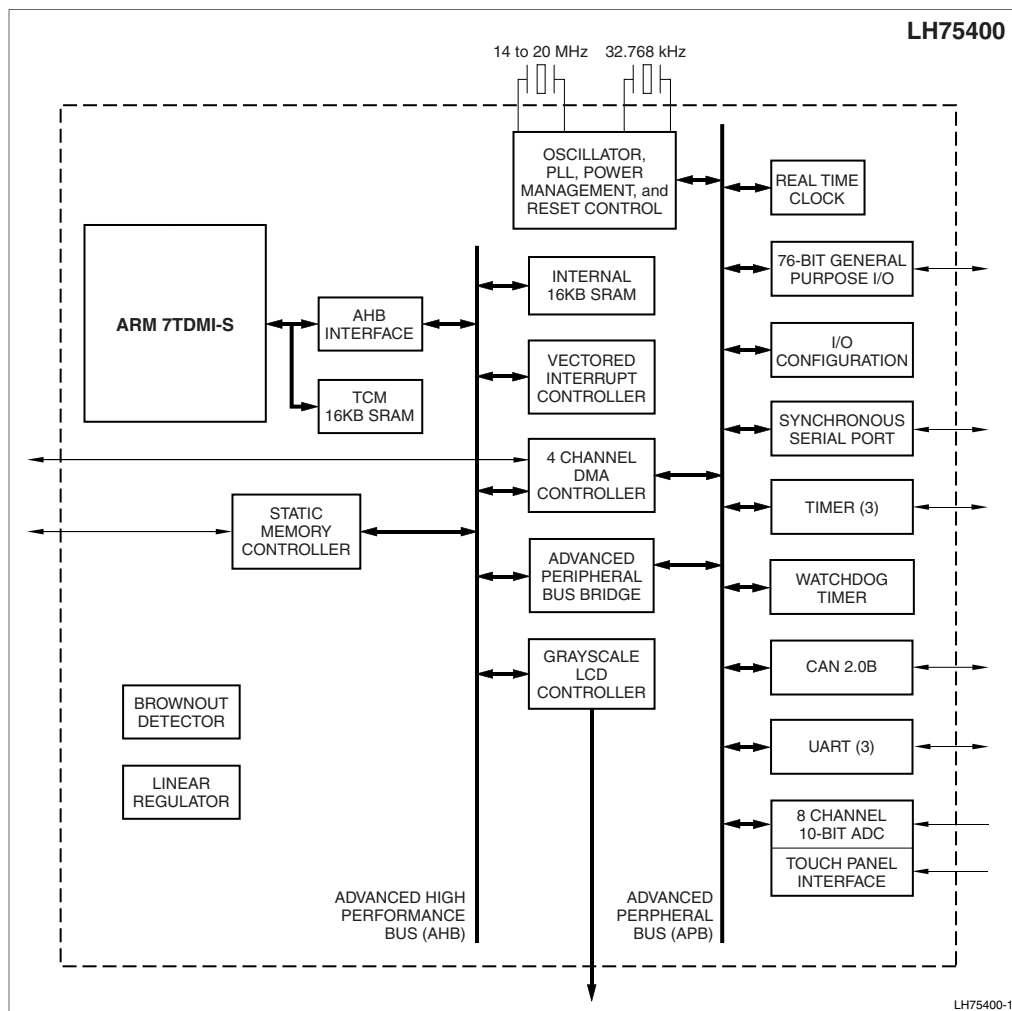 LH75400
14 to 20 MHz
32.768 kHz
OSCILLATOR,
PLL, POWER
MANAGEMENT, and
RESET CONTROL
REAL TIME
CLOCK
ARM 7TDMI-S
AHB
INTERFACE
TCM
16KB SRAM
INTERNAL
16KB SRAM
76-BIT GENERAL
PURPOSE I/O
VECTORED
INTERRUPT
CONTROLLER
I/O
CONFIGURATION
4 CHANNEL
DMA
CONTROLLER
SYNCHRONOUS
SERIAL PORT
STATIC
MEMORY
CONTROLLER
TIMER (3)
ADVANCED
PERIPHERAL
BUS BRIDGE
WATCHDOG
TIMER
GRAYSCALE
LCD
CONTROLLER
CAN 2.0B
BROWNOUT
DETECTOR
UART (3)
LINEAR
REGULATOR
8 CHANNEL
10-BIT ADC
TOUCH PANEL
INTERFACE
ADVANCED HIGH
PERFORMANCE
BUS (AHB)
ADVANCED
PERPHERAL
BUS (APB)
LH75400-1